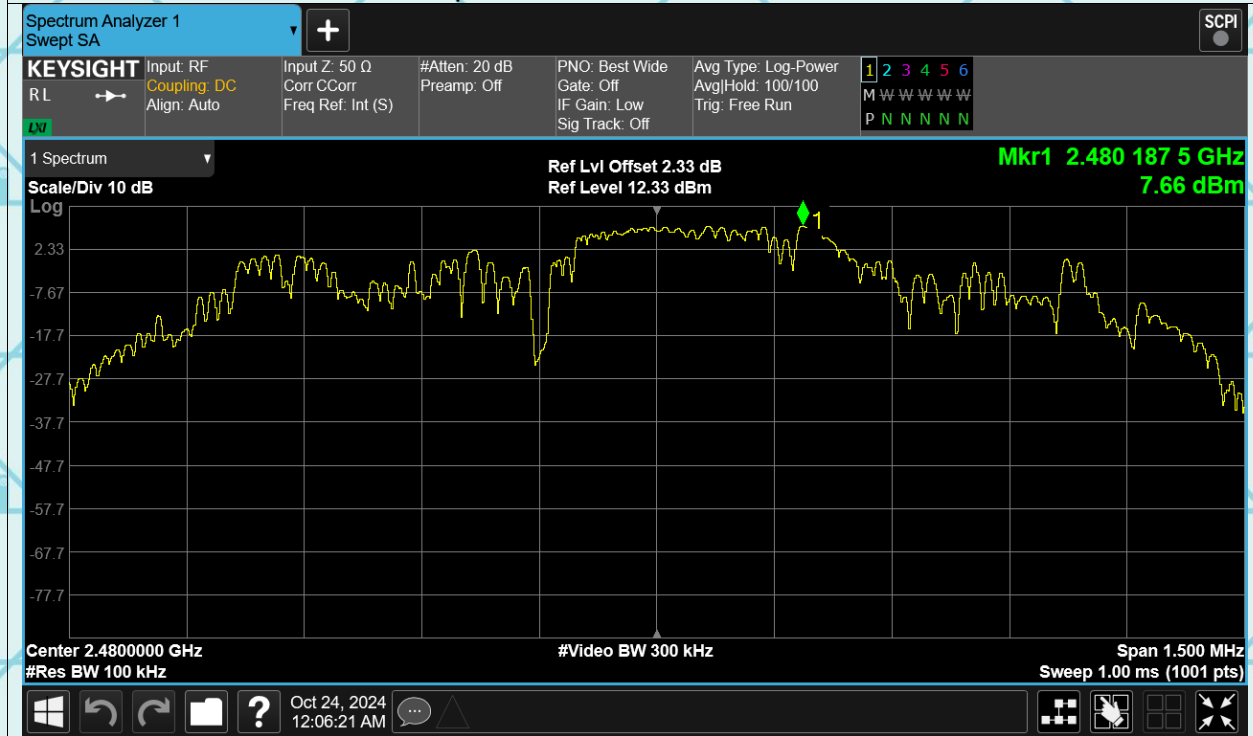 Spectrum Analyzer 1
Swept SA
SCPI
KEYSIGHT
R L
LXI
Input: RF
Coupling: DC
Align: Auto
Input Z: 50 Ω
Corr CCorr
Freq Ref: Int (S)
#Atten: 20 dB
Preamp: Off
PNO: Best Wide
Gate: Off
IF Gain: Low
Sig Track: Off
Avg Type: Log-Power
Avg|Hold: 100/100
Trig: Free Run
1 2 3 4 5 6
M W W W W W
P N N N N N
1 Spectrum
Scale/Div 10 dB
Ref Lvl Offset 2.33 dB
Ref Level 12.33 dBm
Mkr1 2.480 187 5 GHz
7.66 dBm
Log
1
2.33
-7.67
-17.7
-27.7
-37.7
-47.7
-57.7
-67.7
-77.7
Center 2.4800000 GHz
#Video BW 300 kHz
Span 1.500 MHz
#Res BW 100 kHz
Sweep 1.00 ms (1001 pts)
?
Oct 24, 2024
12:06:21 AM